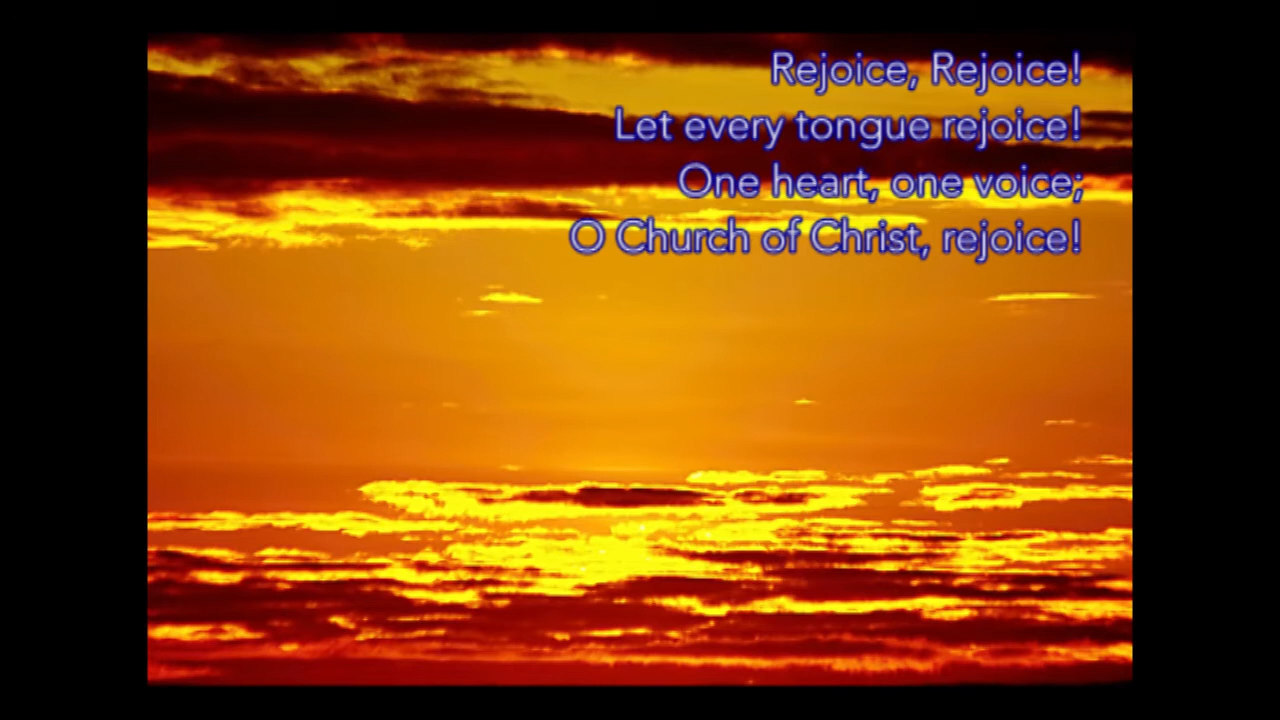 Rejoice, Rejoice!
Let every tongue rejoice!
One heart, one voice;
O Church of Christ, rejoice!